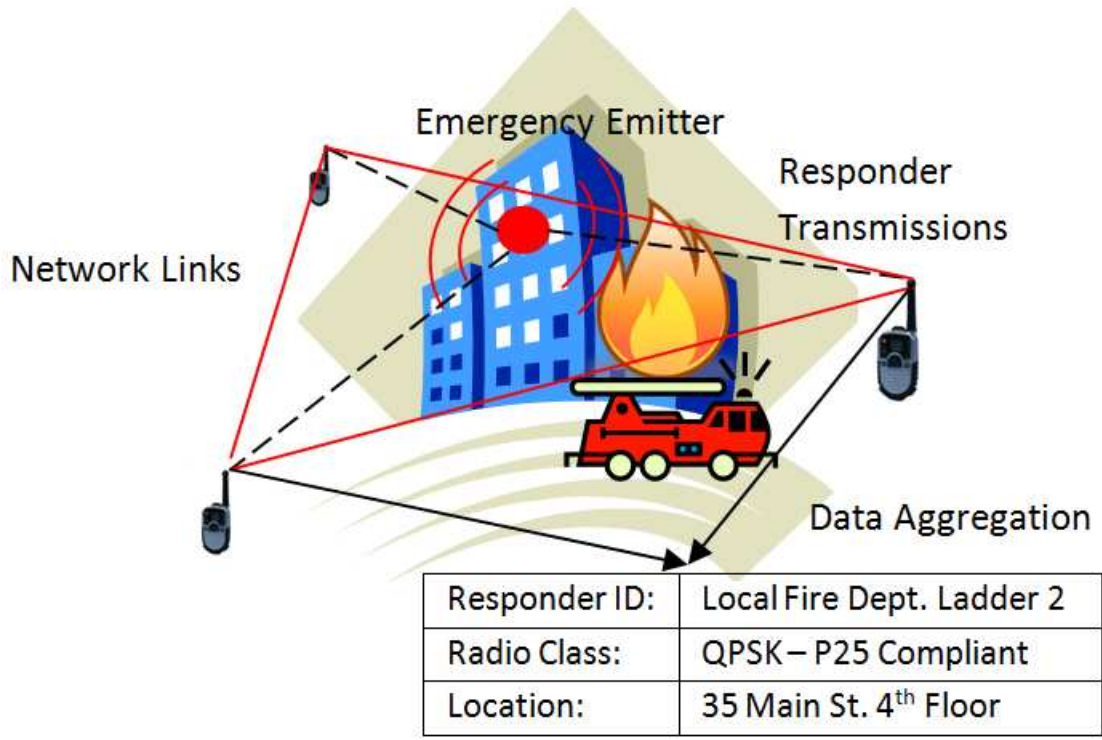 Emergency Emitter
Responder
Transmissions
Network Links
Data Aggregation
Responder ID: Local Fire Dept. Ladder 2
Radio Class: QPSK – P25 Compliant
Location: 35 Main St. 4th Floor